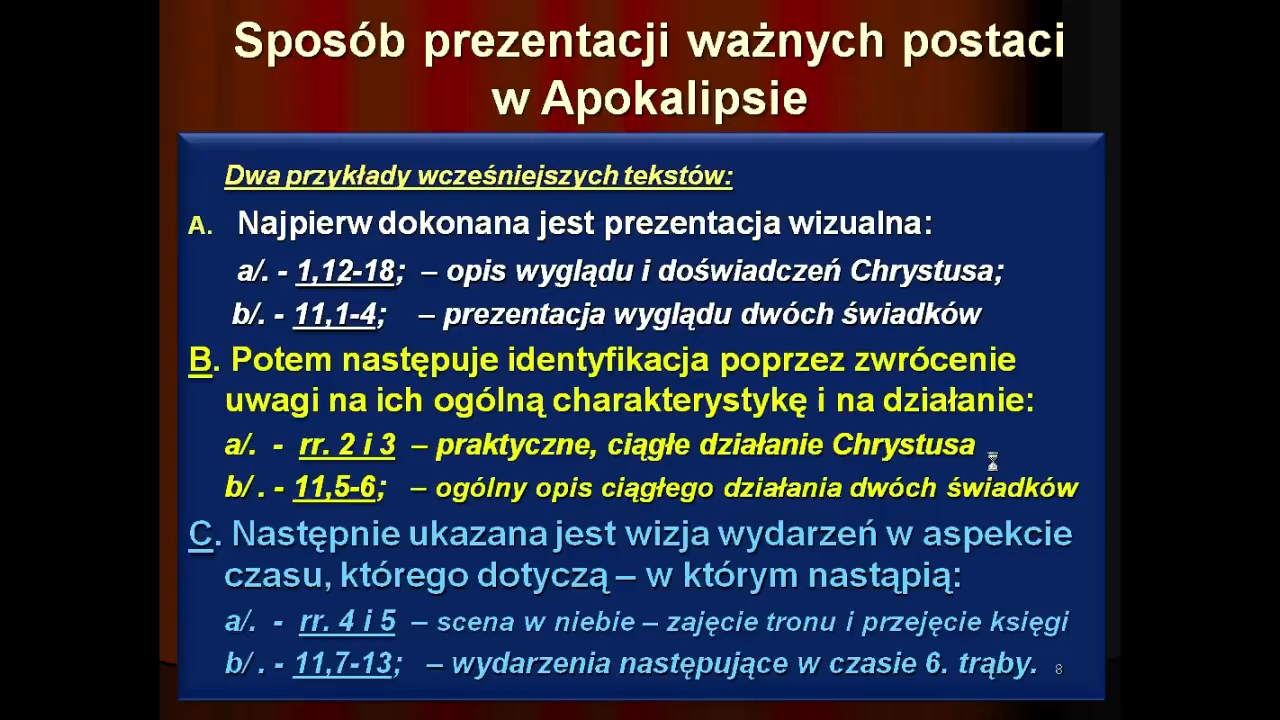 Sposób prezentacji ważnych postaci
w Apokalipsie
Dwa przykłady wcześniejszych tekstów:
A. Najpierw dokonana jest prezentacja wizualna:
a/. - 1,12-18; – opis wyglądu i doświadczeń Chrystusa;
b/. - 11,1-4; – prezentacja wyglądu dwóch świadków
B. Potem następuje identyfikacja poprzez zwrócenie
uwagi na ich ogólną charakterystykę i na działanie:
a/. - rr. 2 i 3 – praktyczne, ciągłe działanie Chrystusa
b/ . - 11,5-6; – ogólny opis ciągłego działania dwóch świadków
C. Następnie ukazana jest wizja wydarzeń w aspekcie
czasu, którego dotyczą – w którym nastąpią:
a/. - rr. 4 i 5 – scena w niebie – zajęcie tronu i przejęcie księgi
b/ . - 11,7-13; – wydarzenia następujące w czasie 6. trąby.
8